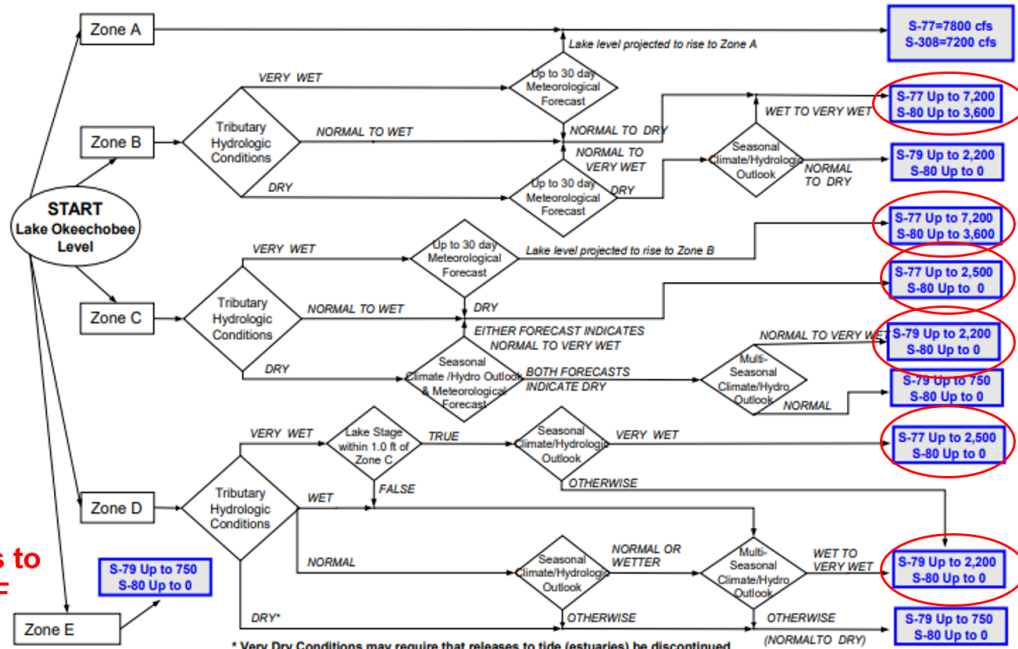 Zone A
S-77=7800 cfs
S-308=7200 cfs
Lake level projected to rise to Zone A
VERY WET
Up to 30 day
Meteorological
Forecast
S-77 Up to 7,200
S-80 Up to 3,600
WET TO VERY WET
Zone B
Tributary
Hydrologic
Conditions
NORMAL TO WET
NORMAL TO DRY
NORMAL TO
VERY WET
Seasonal
Climate/Hydrologic
Outlook
NORMAL
TO DRY
S-79 Up to 2,200
S-80 Up to 0
DRY
Up to 30 day
Meteorological
Forecast
DRY
START
Lake Okeechobee
Level
S-77 Up to 7,200
S-80 Up to 3,600
VERY WET
Up to 30 day
Meteorological
Forecast
Lake level projected to rise to Zone B
S-77 Up to 2,500
S-80 Up to 0
Zone C
Tributary
Hydrologic
Conditions
NORMAL TO WET
DRY
EITHER FORECAST INDICATES
NORMAL TO VERY WET
NORMAL TO VERY WET
S-79 Up to 2,200
S-80 Up to 0
DRY
Seasonal
Climate /Hydro Outlook
& Meteorological
Forecast
BOTH FORECASTS
INDICATE DRY
Multi-
Seasonal
Climate/Hydro
Outlook
NORMAL
S-79 Up to 750
S-80 Up to 0
VERY WET
Lake Stage
within 1.0 ft of
Zone C
TRUE
Seasonal
Climate/Hydrologic
Outlook
VERY WET
S-77 Up to 2,500
S-80 Up to 0
FALSE
OTHERWISE
Zone D
Tributary
Hydrologic
Conditions
WET
NORMAL
Seasonal
Climate/Hydrologic
Outlook
NORMAL OR
WETTER
Multi-
Seasonal
Climate/Hydro
Outlook
WET TO
VERY WET
S-79 Up to 2,200
S-80 Up to 0
s to
F
S-79 Up to 750
S-80 Up to 0
DRY*
OTHERWISE
OTHERWISE
(NORMALTO DRY)
S-79 Up to 750
S-80 Up to 0
Zone E
* Very Dry Conditions may require that releases to tide (estuaries) be discontinued